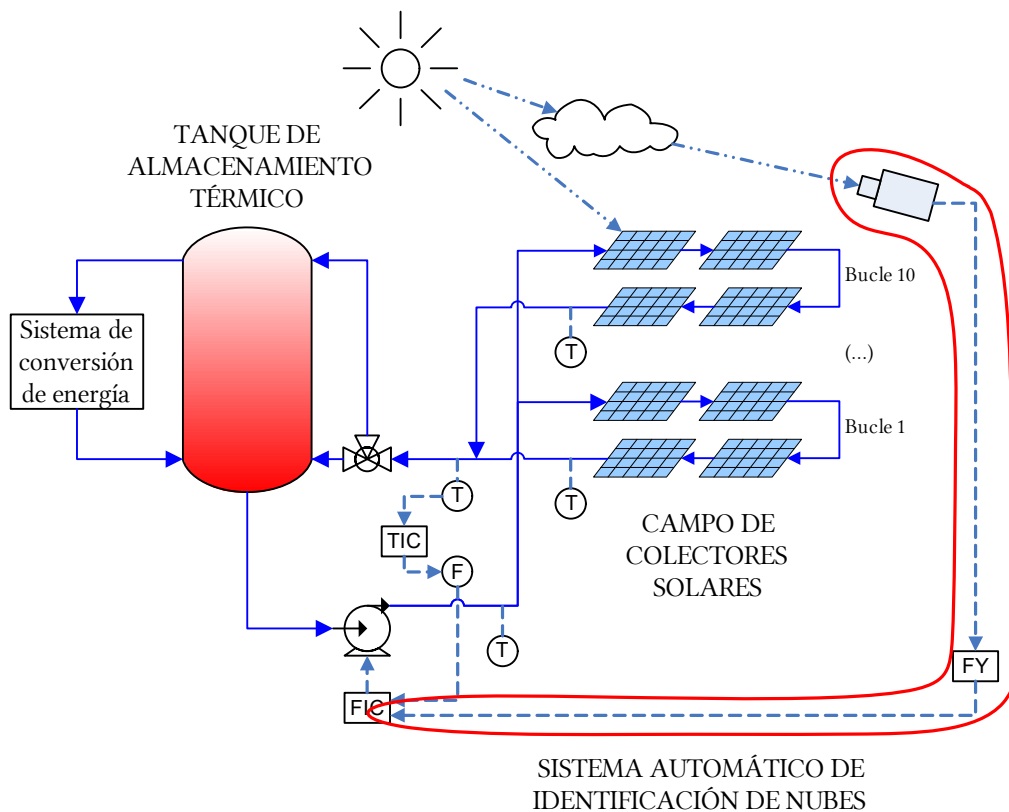 TANQUE DE
ALMACENAMIENTO
TÉRMICO
Sistema de
conversión
de energía
Bucle 10
T
(...)
Bucle 1
T
T
TIC
F
T
CAMPO DE
COLECTORES
SOLARES
FY
FIC
SISTEMA AUTOMÁTICO DE
IDENTIFICACIÓN DE NUBES